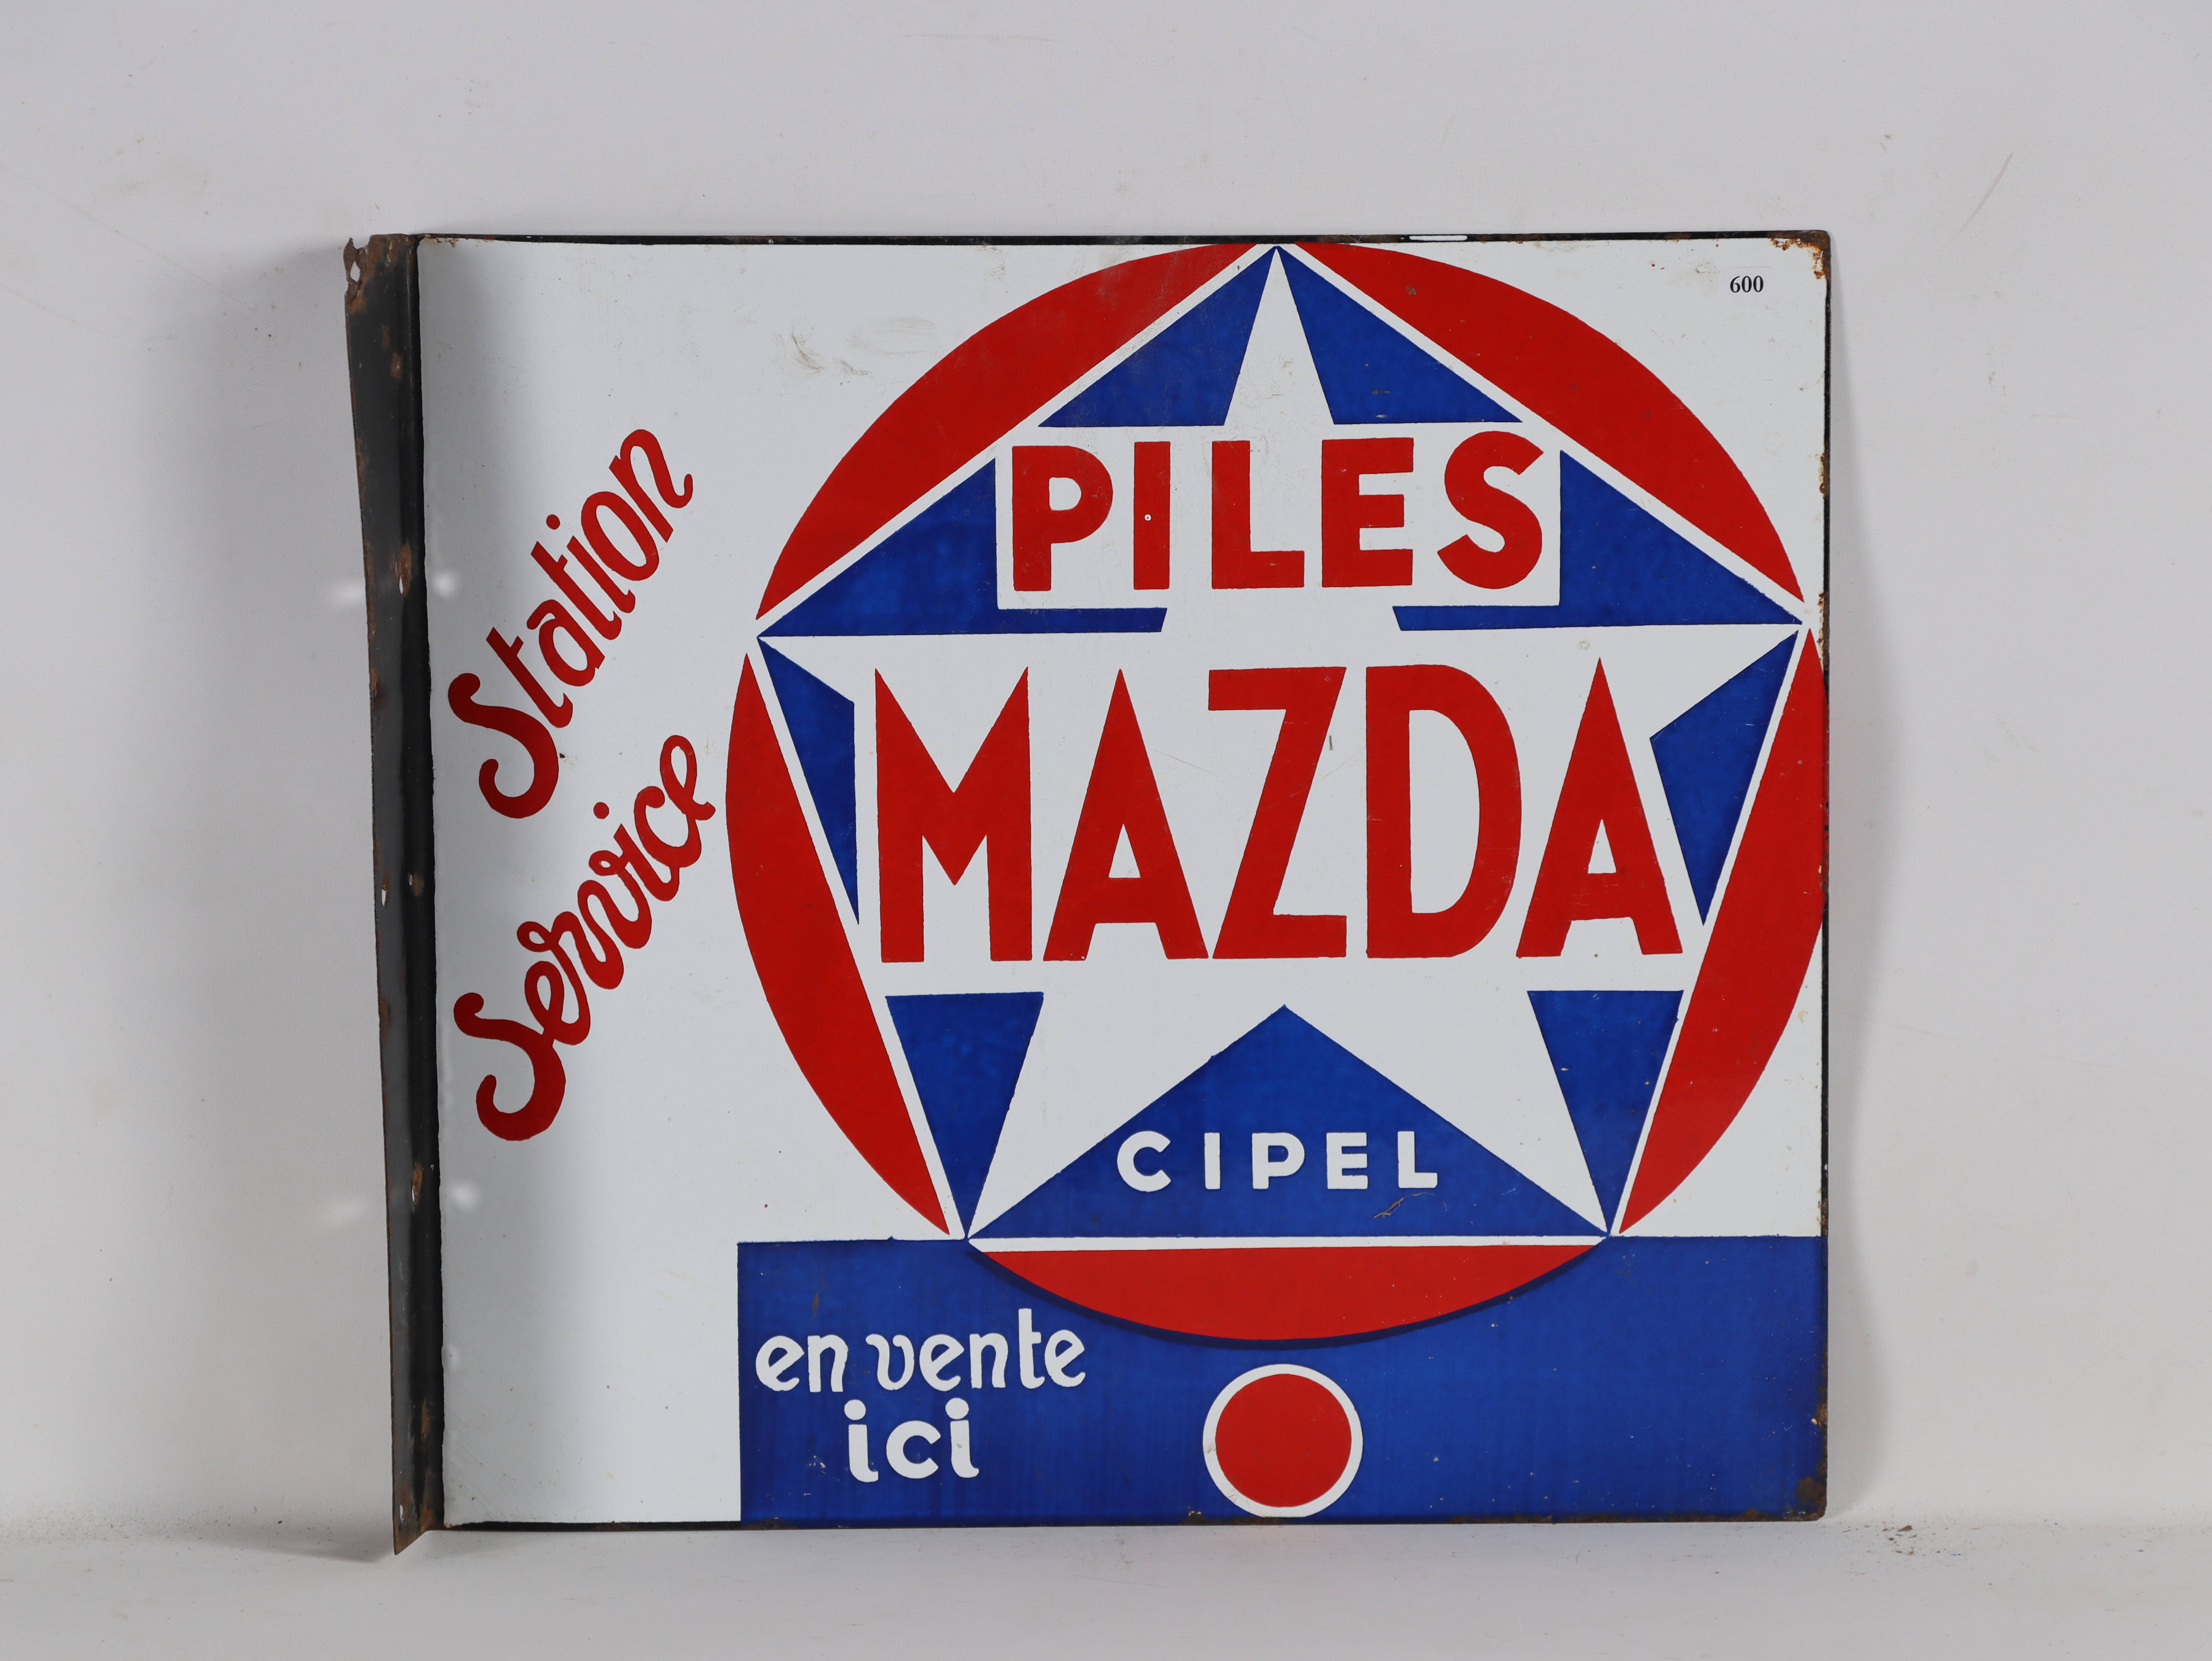 600
Station
Service
PILES
MAZDA
CIPEL
en vente
ici